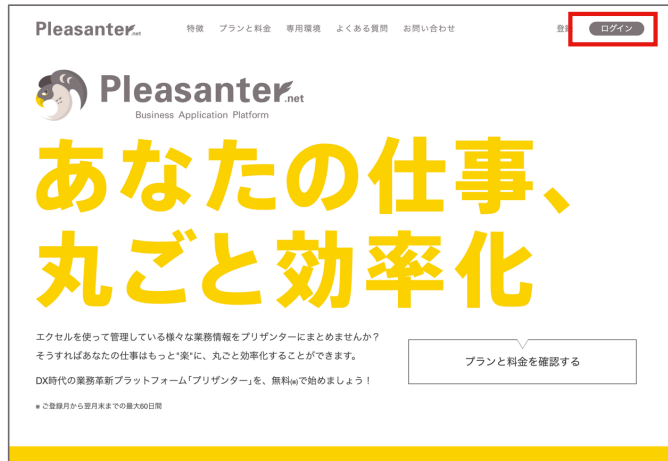 Pleasanter.net
特徴 プランと料金 専用環境 よくある質問 お問い合わせ
ログイン
Pleasanter.net
Business Application Platform
あなたの仕事、
丸ごと効率化
エクセルを使って管理している様々な業務情報をプリザンターにまとめませんか？
そうすればあなたの仕事はもっと"楽"に、丸ごと効率化することができます。
DX時代の業務革新プラットフォーム「プリザンター」を、無料(※)で始めましょう！
※ ご登録月から翌月末までの最大60日間
プランと料金を確認する